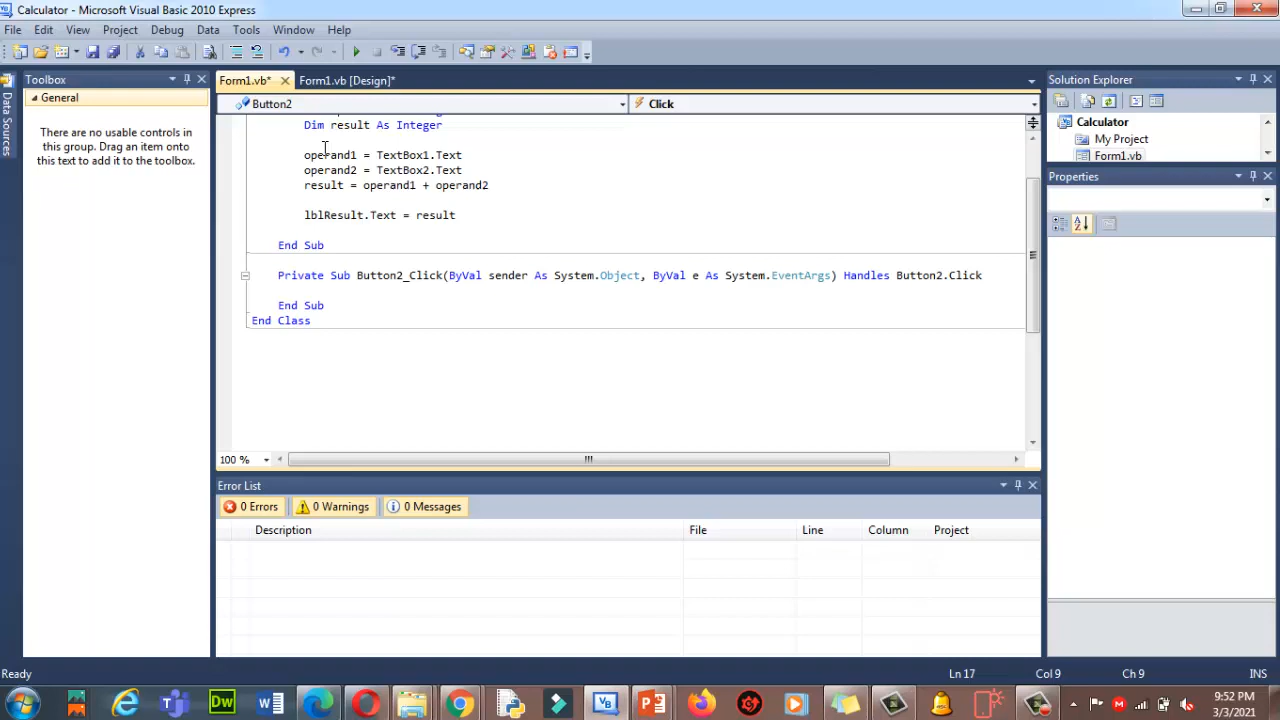 Calculator - Microsoft Visual Basic 2010 Express
File Edit View Project Debug Data Tools Window Help
Toolbox
General
There are no usable controls in
this group. Drag an item onto
this text to add it to the toolbox.
Data Sources
Form1.vb*
Form1.vb [Design]*
Button2
Click
Dim result As Integer
operand1 = TextBox1.Text
operand2 = TextBox2.Text
result = operand1 + operand2
lblResult.Text = result
End Sub
Private Sub Button2_Click(ByVal sender As System.Object, ByVal e As System.EventArgs) Handles Button2.Click
End Sub
End Class
100 %
Error List
0 Errors
0 Warnings
0 Messages
Description File Line Column Project
Solution Explorer
Calculator
My Project
Form1.vb
Properties
Ready
Ln 17 Col 9 Ch 9 INS
Dw
9:52 PM
3/3/2021